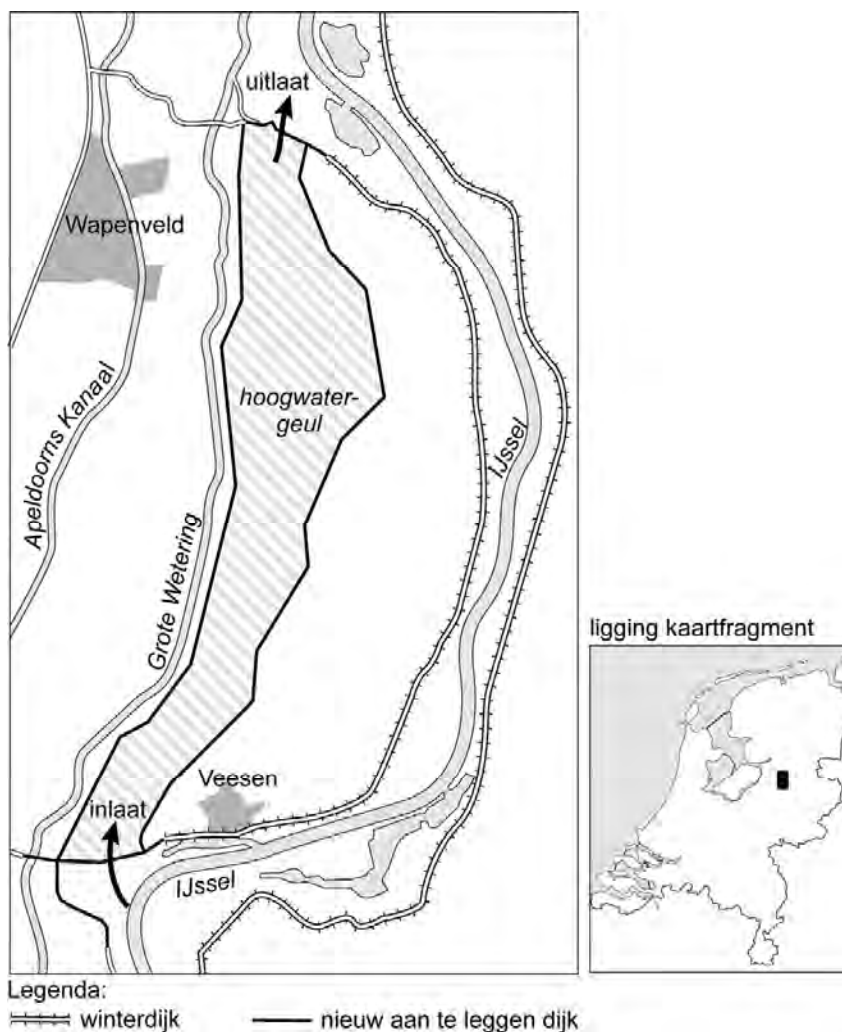 uitlaat
Wapenveld
hoogwater-
geul
Apeldoorns Kanaal
IJssel
Grote Wetering
Veesen
inlaat
IJssel
ligging kaartfragment
Legenda:
winterdijk
nieuw aan te leggen dijk